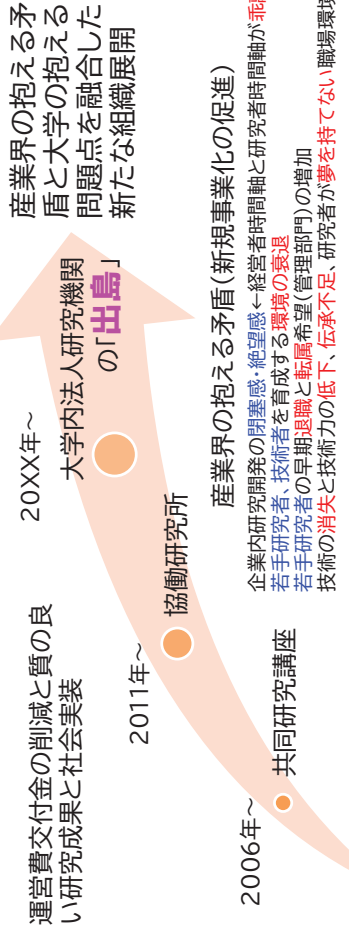 運営費交付金の削減と質の良
い研究成果と社会実装
2006年~
共同研究講座
2011年~
協働研究所
20XX年~
大学内法人研究機関
の「出島」
産業界の抱える矛
盾と大学の抱える
問題点を融合した
新たな組織展開
産業界の抱える矛盾(新規事業化の促進)
企業内研究開発の閉塞感・絶望感←経営者時間軸と研究者時間軸が乖離
若手研究者、技術者を育成する環境の衰退
若手研究者の早期退職と転属希望(管理部門)の増加
技術の消失と技術力の低下、伝承不足、研究者が夢を持てない職場環境